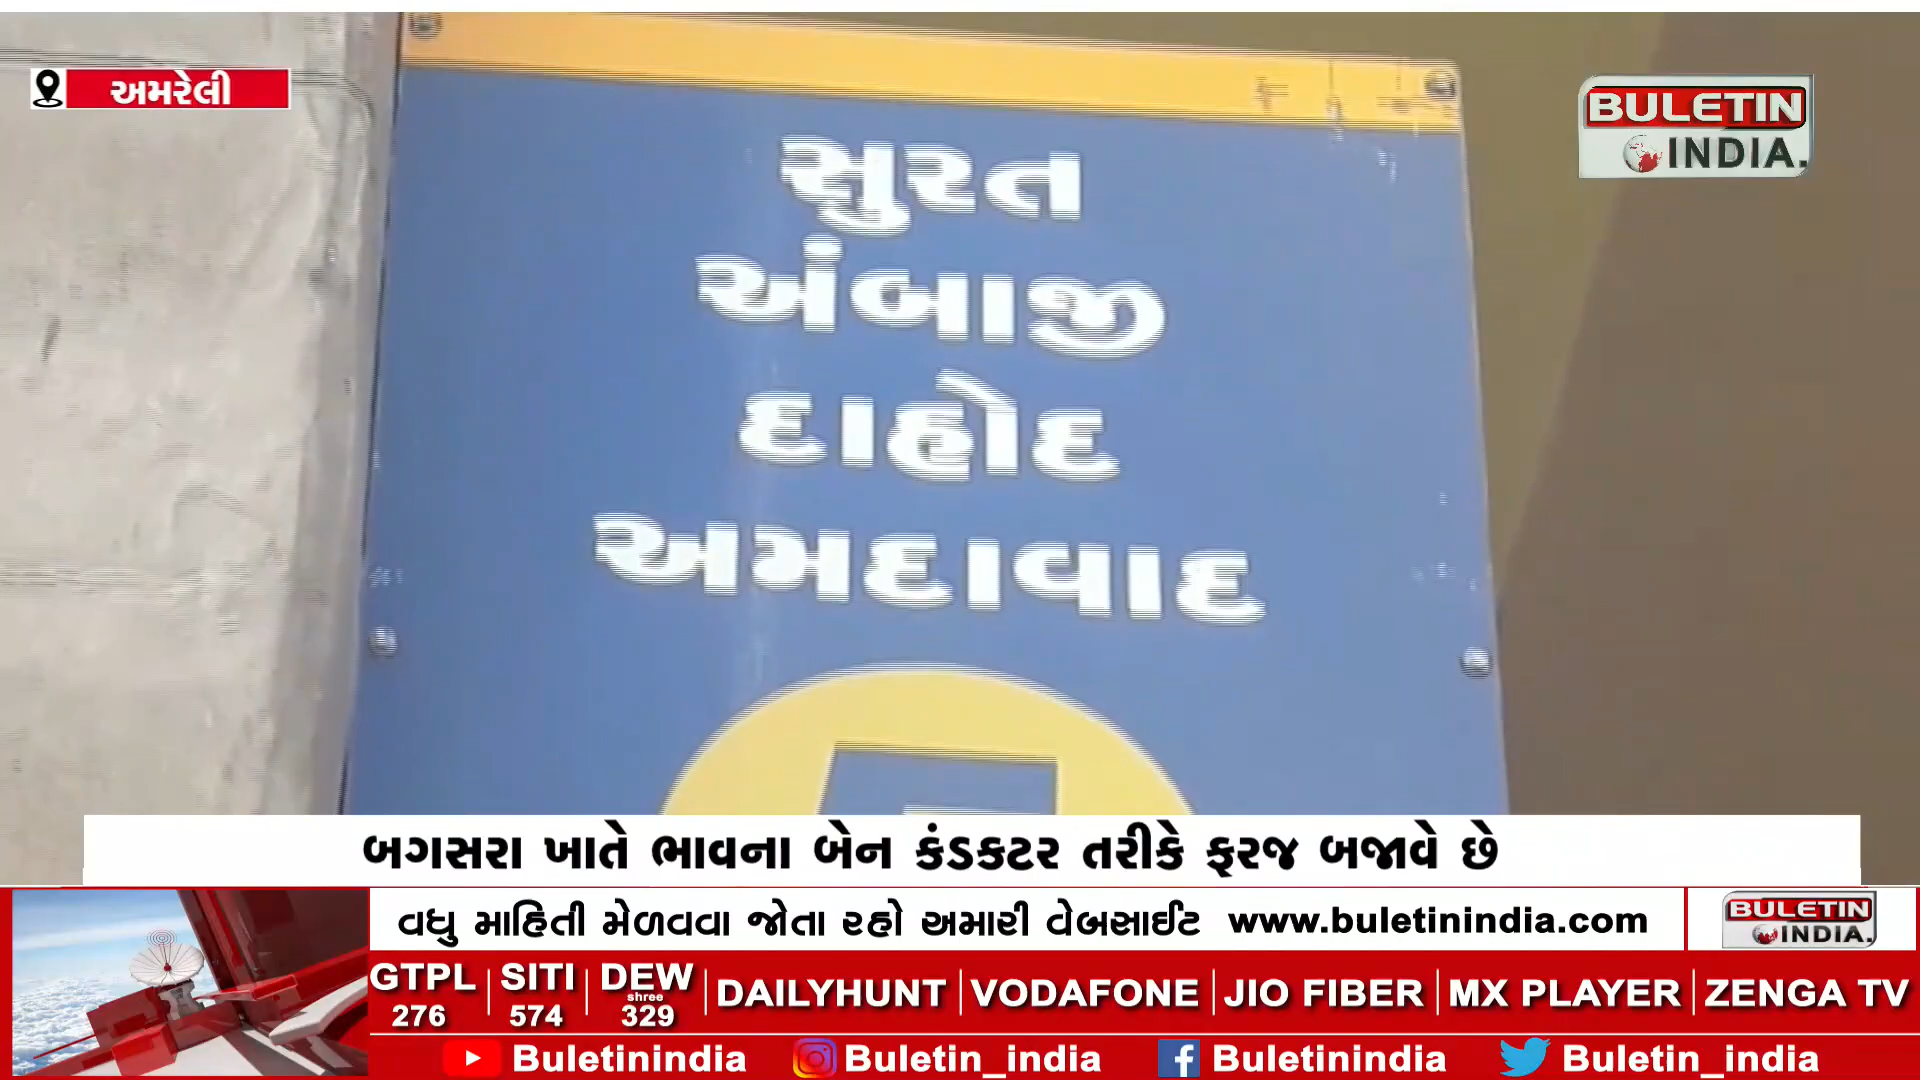 અમરેલી
BULETIN
INDIA.
સુરત
અંબાજી
દાહોદ
અમદાવાદ
બગસરા ખાતે ભાવના બેન કંડકટર તરીકે ફરજ બજાવે છે
વધુ માહિતી મેળવવા જોતા રહો અમારી વેબસાઈટ www.buletinindia.com
BULETIN
INDIA.
GTPL 276 SITI 574 DEW shree 329 DAILYHUNT VODAFONE JIO FIBER MX PLAYER ZENGA TV
Buletinindia Buletin_india Buletinindia Buletin_india